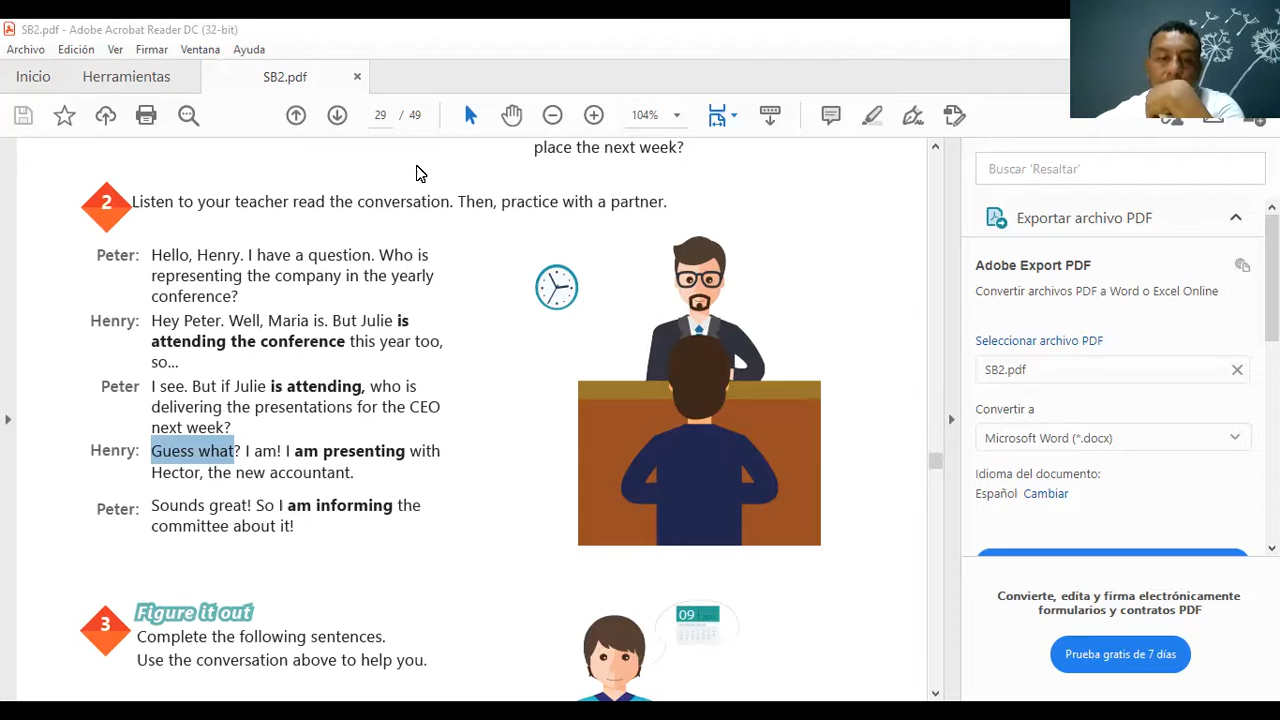 SB2.pdf - Adobe Acrobat Reader DC (32-bit)
Archivo Edición Ver Firmar Ventana Ayuda
Inicio Herramientas SB2.pdf ×
29 / 49 104%
place the next week?
2 Listen to your teacher read the conversation. Then, practice with a partner.
Peter: Hello, Henry. I have a question. Who is
representing the company in the yearly
conference?
Henry: Hey Peter. Well, Maria is. But Julie is
attending the conference this year too,
so...
Peter I see. But if Julie is attending, who is
delivering the presentations for the CEO
next week?
Henry: Guess what? I am! I am presenting with
Hector, the new accountant.
Peter: Sounds great! So I am informing the
committee about it!
3 Figure it out
Complete the following sentences.
Use the conversation above to help you.
09
Buscar 'Resaltar'
Exportar archivo PDF
Adobe Export PDF
Convertir archivos PDF a Word o Excel Online
Seleccionar archivo PDF
SB2.pdf
Convertir a
Microsoft Word (*.docx)
Idioma del documento:
Español Cambiar
Convierte, edita y firma electrónicamente
formularios y contratos PDF
Prueba gratis de 7 días